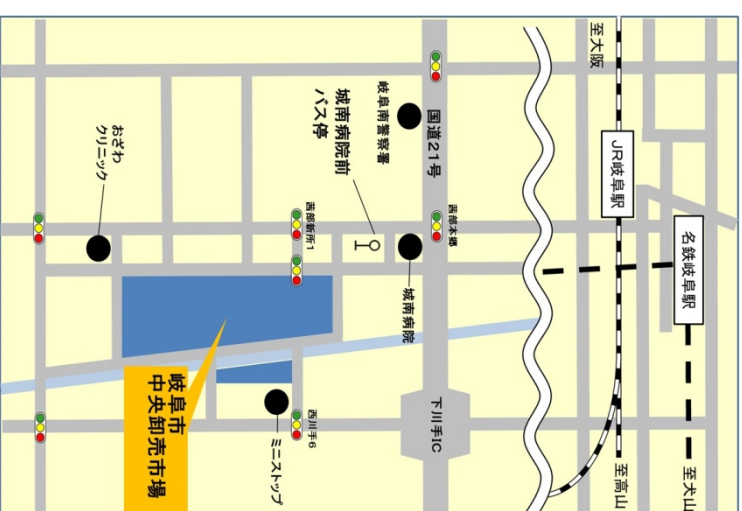 名鉄岐阜駅
至犬山
JR岐阜駅
至大阪
至高山
国道21号
岐阜南警察署
茜部本郷
城南病院
下川手IC
城南病院前
バス停
茜部新所1
西川手6
ミニストップ
岐阜市
中央卸売市場
おざわ
クリニック